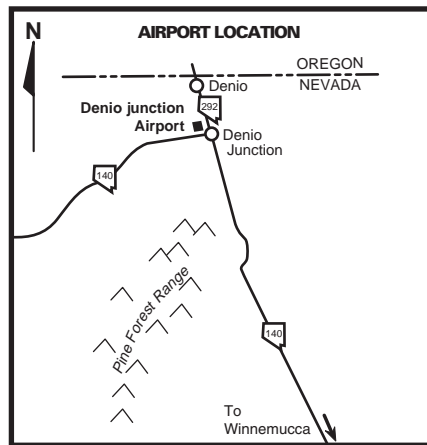 N
AIRPORT LOCATION
OREGON
NEVADA
Denio
292
Denio junction
Airport
Denio
Junction
140
Pine Forest Range
140
To
Winnemucca